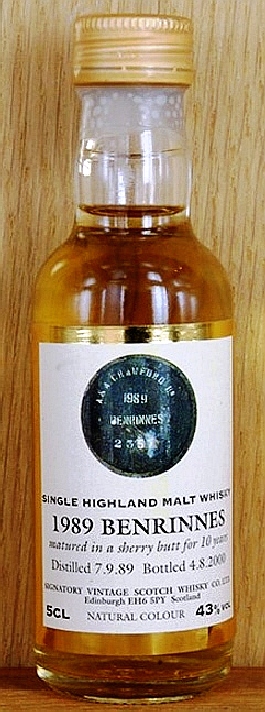 1989
BENRINNES
SINGLE HIGHLAND MALT WHISKY
1989 BENRINNES
matured in a sherry butt for 10 years
Distilled 7.9.89 Bottled 4.8.2000
SIGNATORY VINTAGE SCOTCH WHISKY CO. LTD.
Edinburgh EH6 5PY Scotland
5CL NATURAL COLOUR 43% vol